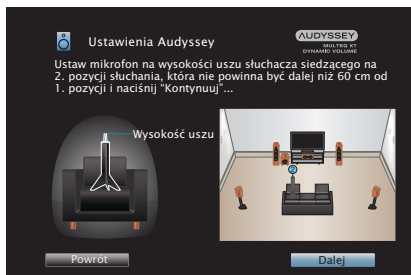 Ustawienia Audyssey
AUDYSSEY
MULTEQ XT
DYNAMIC VOLUME
Ustaw mikrofon na wysokości uszu słuchacza siedzącego na
2. pozycji słuchania, która nie powinna być dalej niż 60 cm od
1. pozycji i naciśnij “Kontynuuj”...
Wysokość uszu
2
Powrót
Dalej